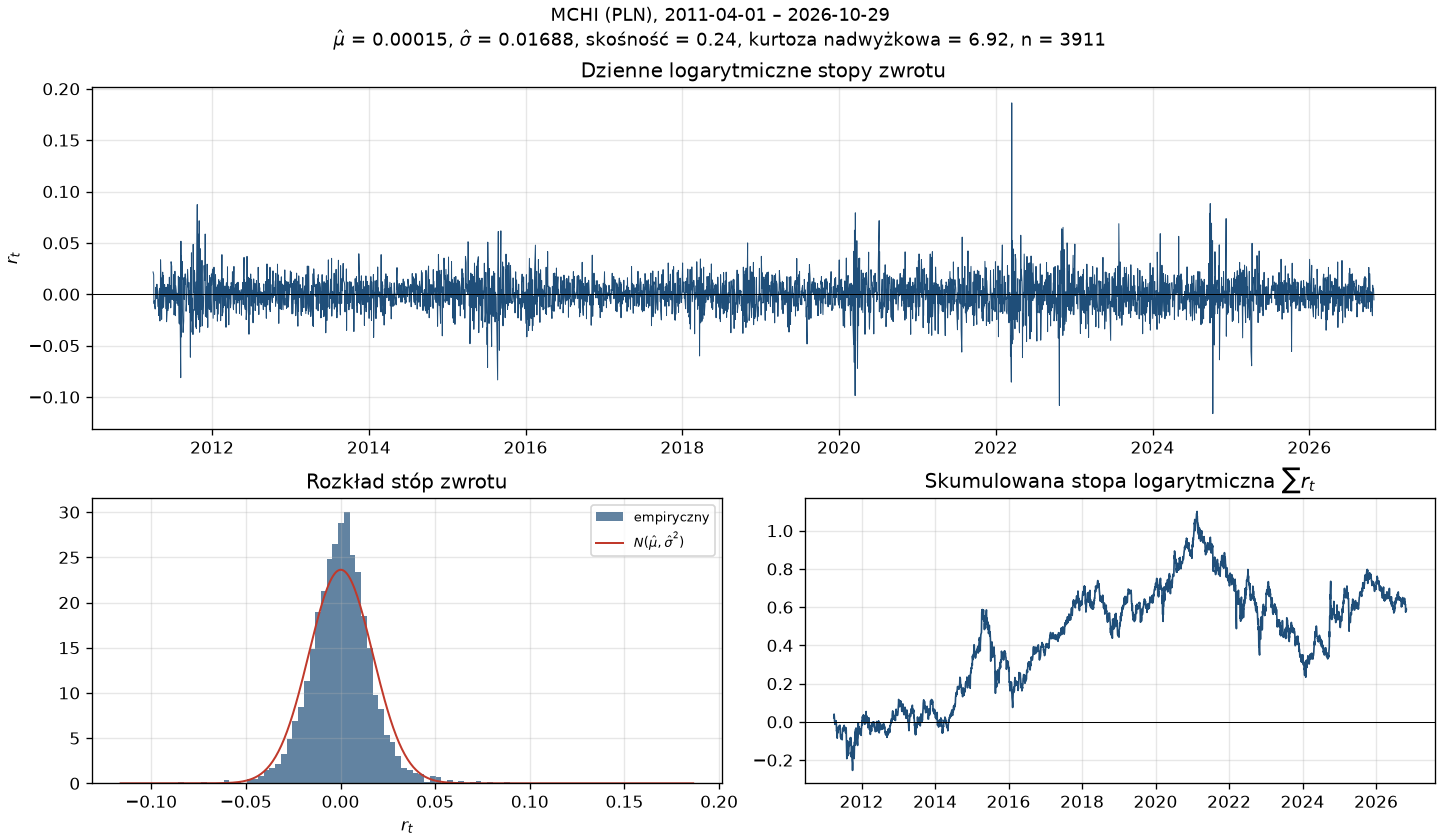 MCHI (PLN), 2011-04-01 – 2026-10-29
μ̂ = 0.00015, σ̂ = 0.01688, skośność = 0.24, kurtoza nadwyżkowa = 6.92, n = 3911
Dzienne logarytmiczne stopy zwrotu
0.20
0.15
0.10
0.05
0.00
−0.05
−0.10
r_t
2012 2014 2016 2018 2020 2022 2024 2026
Rozkład stóp zwrotu
30
25
20
15
10
5
0
empiryczny
N(μ̂, σ̂²)
−0.10 −0.05 0.00 0.05 0.10 0.15 0.20
r_t
Skumulowana stopa logarytmiczna ∑r_t
1.0
0.8
0.6
0.4
0.2
0.0
−0.2
2012 2014 2016 2018 2020 2022 2024 2026